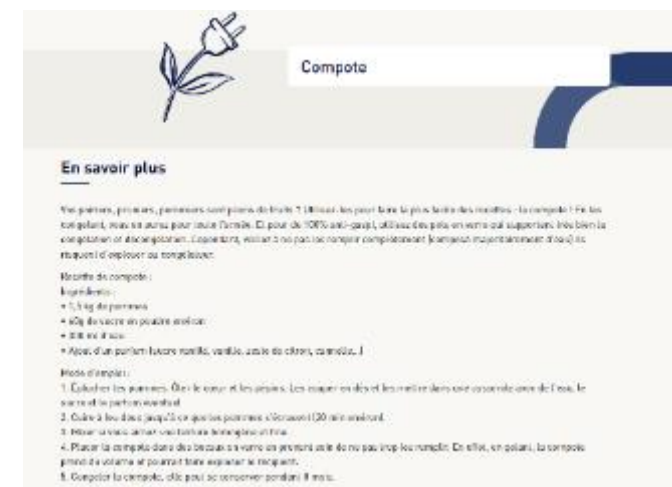 Compote
En savoir plus
Vos poiriers, pruniers, pommiers sont pleins de fruits ? Utilisez-les pour faire la plus facile des recettes : la compote ! En les
congelant, vous en aurez pour toute l'année. Et pour du 100% anti-gaspi, utilisez des pots en verre qui supportent très bien la
congélation et décongélation. Cependant, veillez à ne pas les remplir complètement (compote majoritairement d'eau) ils
risquent d'exploser au congélateur.
Recette de compote :
Ingrédients :
• 1,5 kg de pommes
• 60g de sucre en poudre environ
ml d'eau
• Ajout d'un parfum (sucre vanillé, vanille, zeste de citron, cannelle...)
Mode d'emploi :
1. Éplucher les pommes. Ôter le cœur et les pépins. Les couper en dés et les mettre dans une casserole avec de l'eau, le
sucre et le parfum éventuel
2. Cuire à feu doux jusqu'à ce que les pommes s'écrasent (20 min environ).
3. Mixer si vous aimez une texture homogène et fine
4. Placer la compote dans des bocaux en verre en prenant soin de ne pas trop les remplir. En effet, en gelant, la compote
prend du volume et pourrait faire exploser le récipient.
5. Congeler la compote, elle peut se conserver pendant 8 mois.